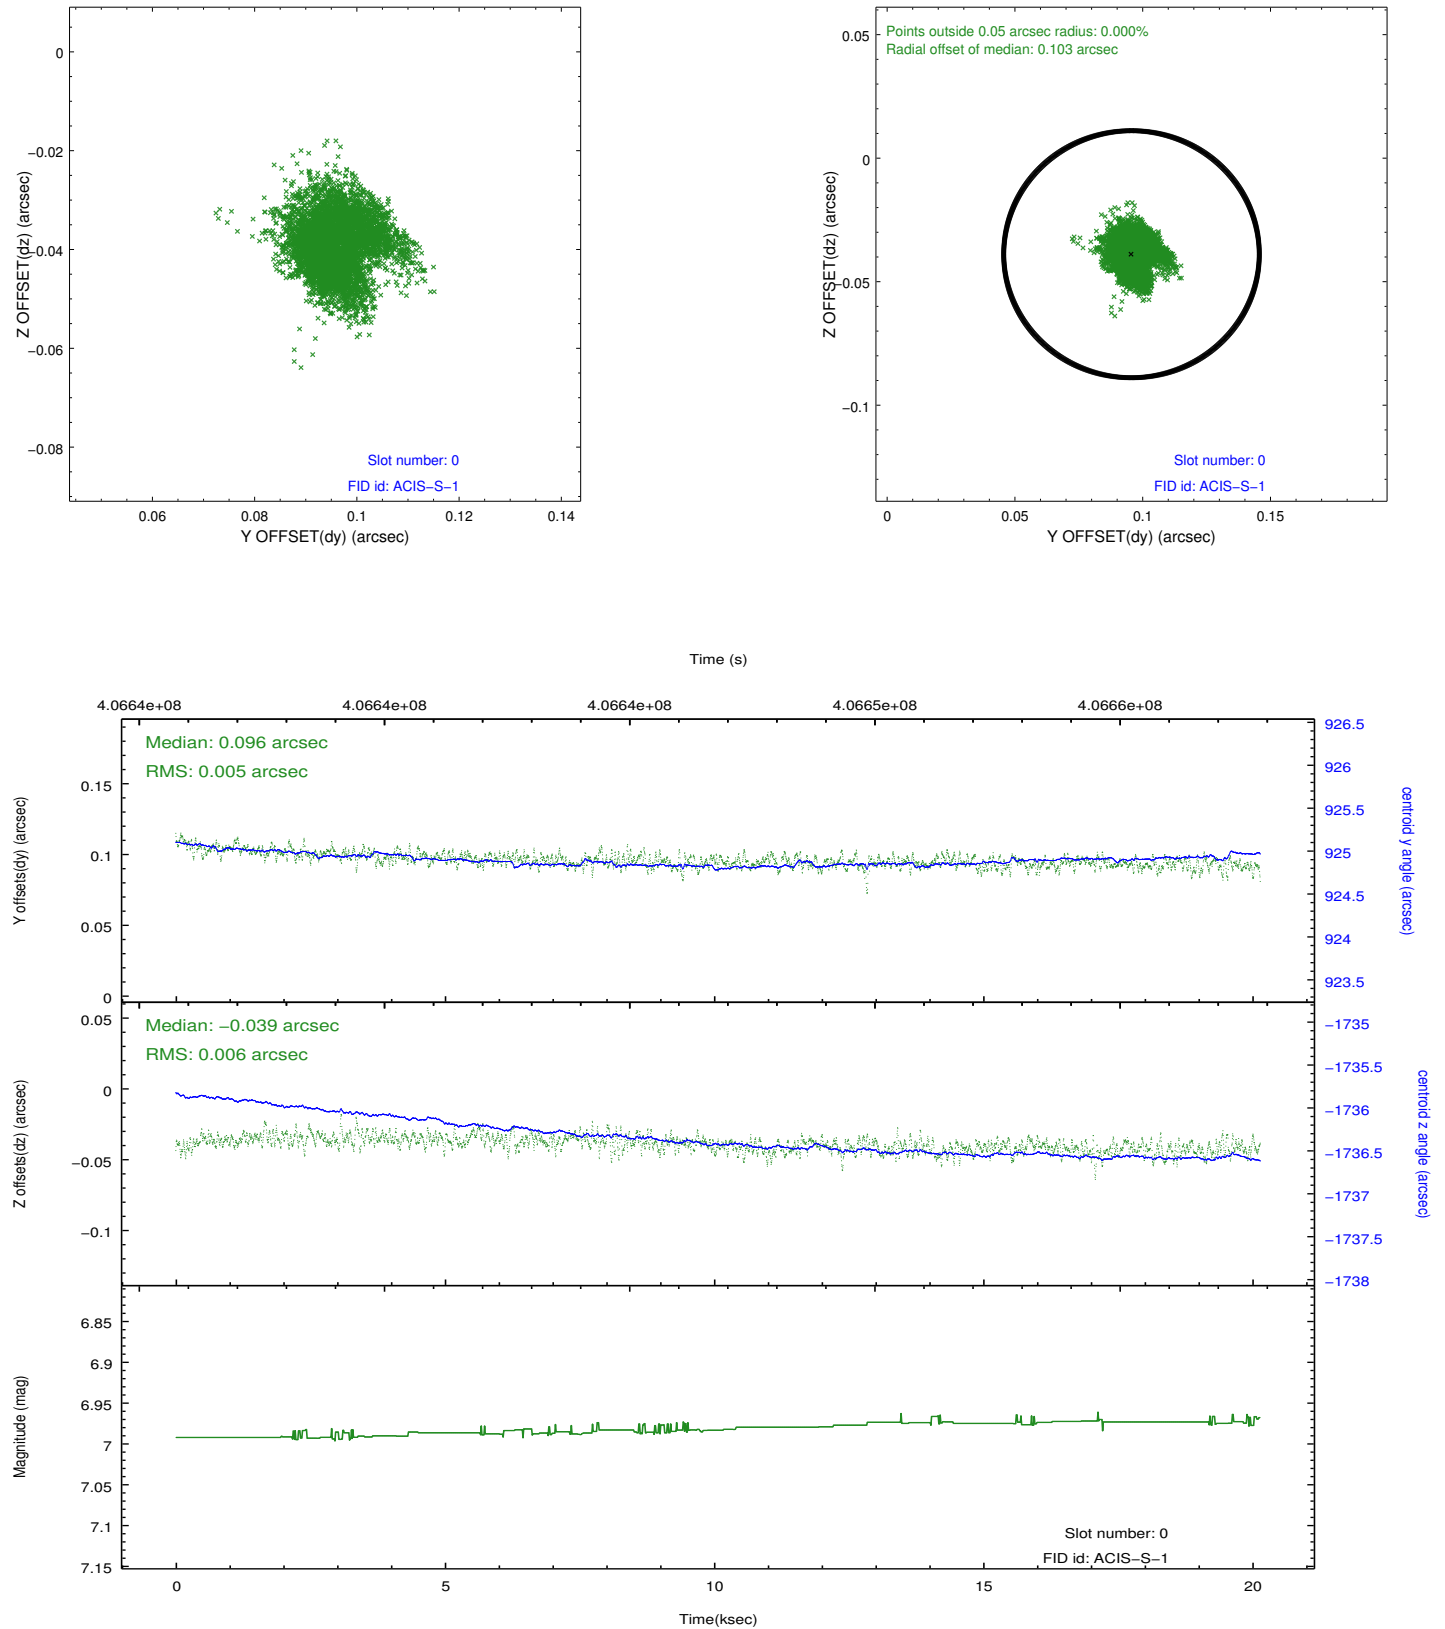 0
−0.02
−0.04
−0.06
−0.08
Z OFFSET(dz) (arcsec)
Slot number: 0
FID id: ACIS−S−1
0.06
0.08
0.1
0.12
0.14
Y OFFSET(dy) (arcsec)
Points outside 0.05 arcsec radius: 0.000%
Radial offset of median: 0.103 arcsec
0.05
0
−0.05
−0.1
Z OFFSET(dz) (arcsec)
Slot number: 0
FID id: ACIS−S−1
0
0.05
0.1
0.15
Y OFFSET(dy) (arcsec)
Time (s)
4.0664e+08
4.0664e+08
4.0664e+08
4.0665e+08
4.0666e+08
Median: 0.096 arcsec
RMS: 0.005 arcsec
0.15
0.1
0.05
0
Y offsets(dy) (arcsec)
926.5
926
925.5
925
924.5
924
923.5
centroid y angle (arcsec)
Median: −0.039 arcsec
RMS: 0.006 arcsec
0.05
0
−0.05
−0.1
Z offsets(dz) (arcsec)
−1735
−1735.5
−1736
−1736.5
−1737
−1737.5
−1738
centroid z angle (arcsec)
6.85
6.9
6.95
7
7.05
7.1
7.15
Magnitude (mag)
Slot number: 0
FID id: ACIS−S−1
0
5
10
15
20
Time(ksec)